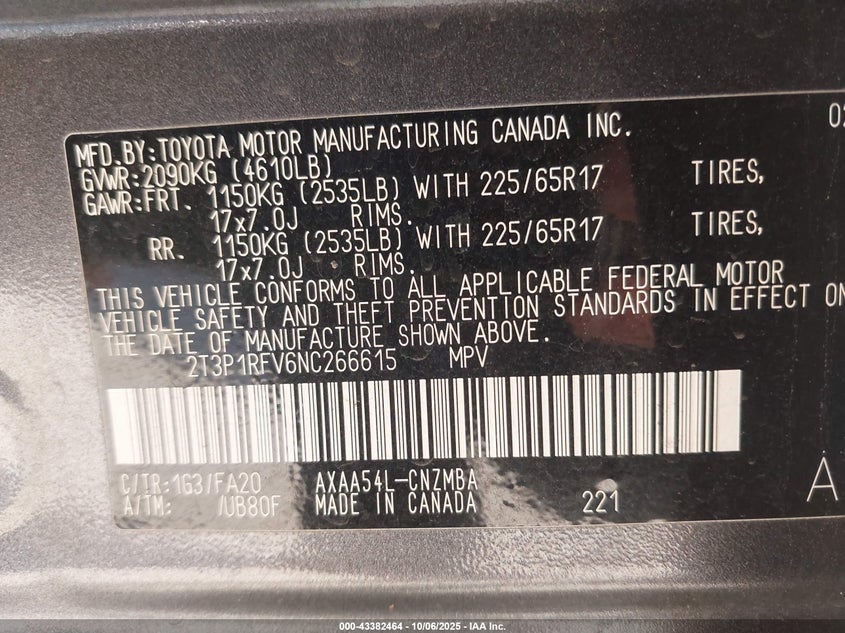 02
MFD.BY:TOYOTA MOTOR MANUFACTURING CANADA INC.
GVWR:2090KG (4610LB)
GAWR:FRT. 1150KG (2535LB) WITH 225/65R17 TIRES,
17x7.0J RIMS.
RR. 1150KG (2535LB) WITH 225/65R17 TIRES,
17x7.0J RIMS.
THIS VEHICLE CONFORMS TO ALL APPLICABLE FEDERAL MOTOR
VEHICLE SAFETY AND THEFT PREVENTION STANDARDS IN EFFECT ON
THE DATE OF MANUFACTURE SHOWN ABOVE.
2T3P1RFV6NC266615 MPV
C/TR:1G3/FA20 AXAA54L-CNZMBA
A/TM: /UB80F MADE IN CANADA 221 A
000-43382464 - 10/06/2025 - IAA Inc.